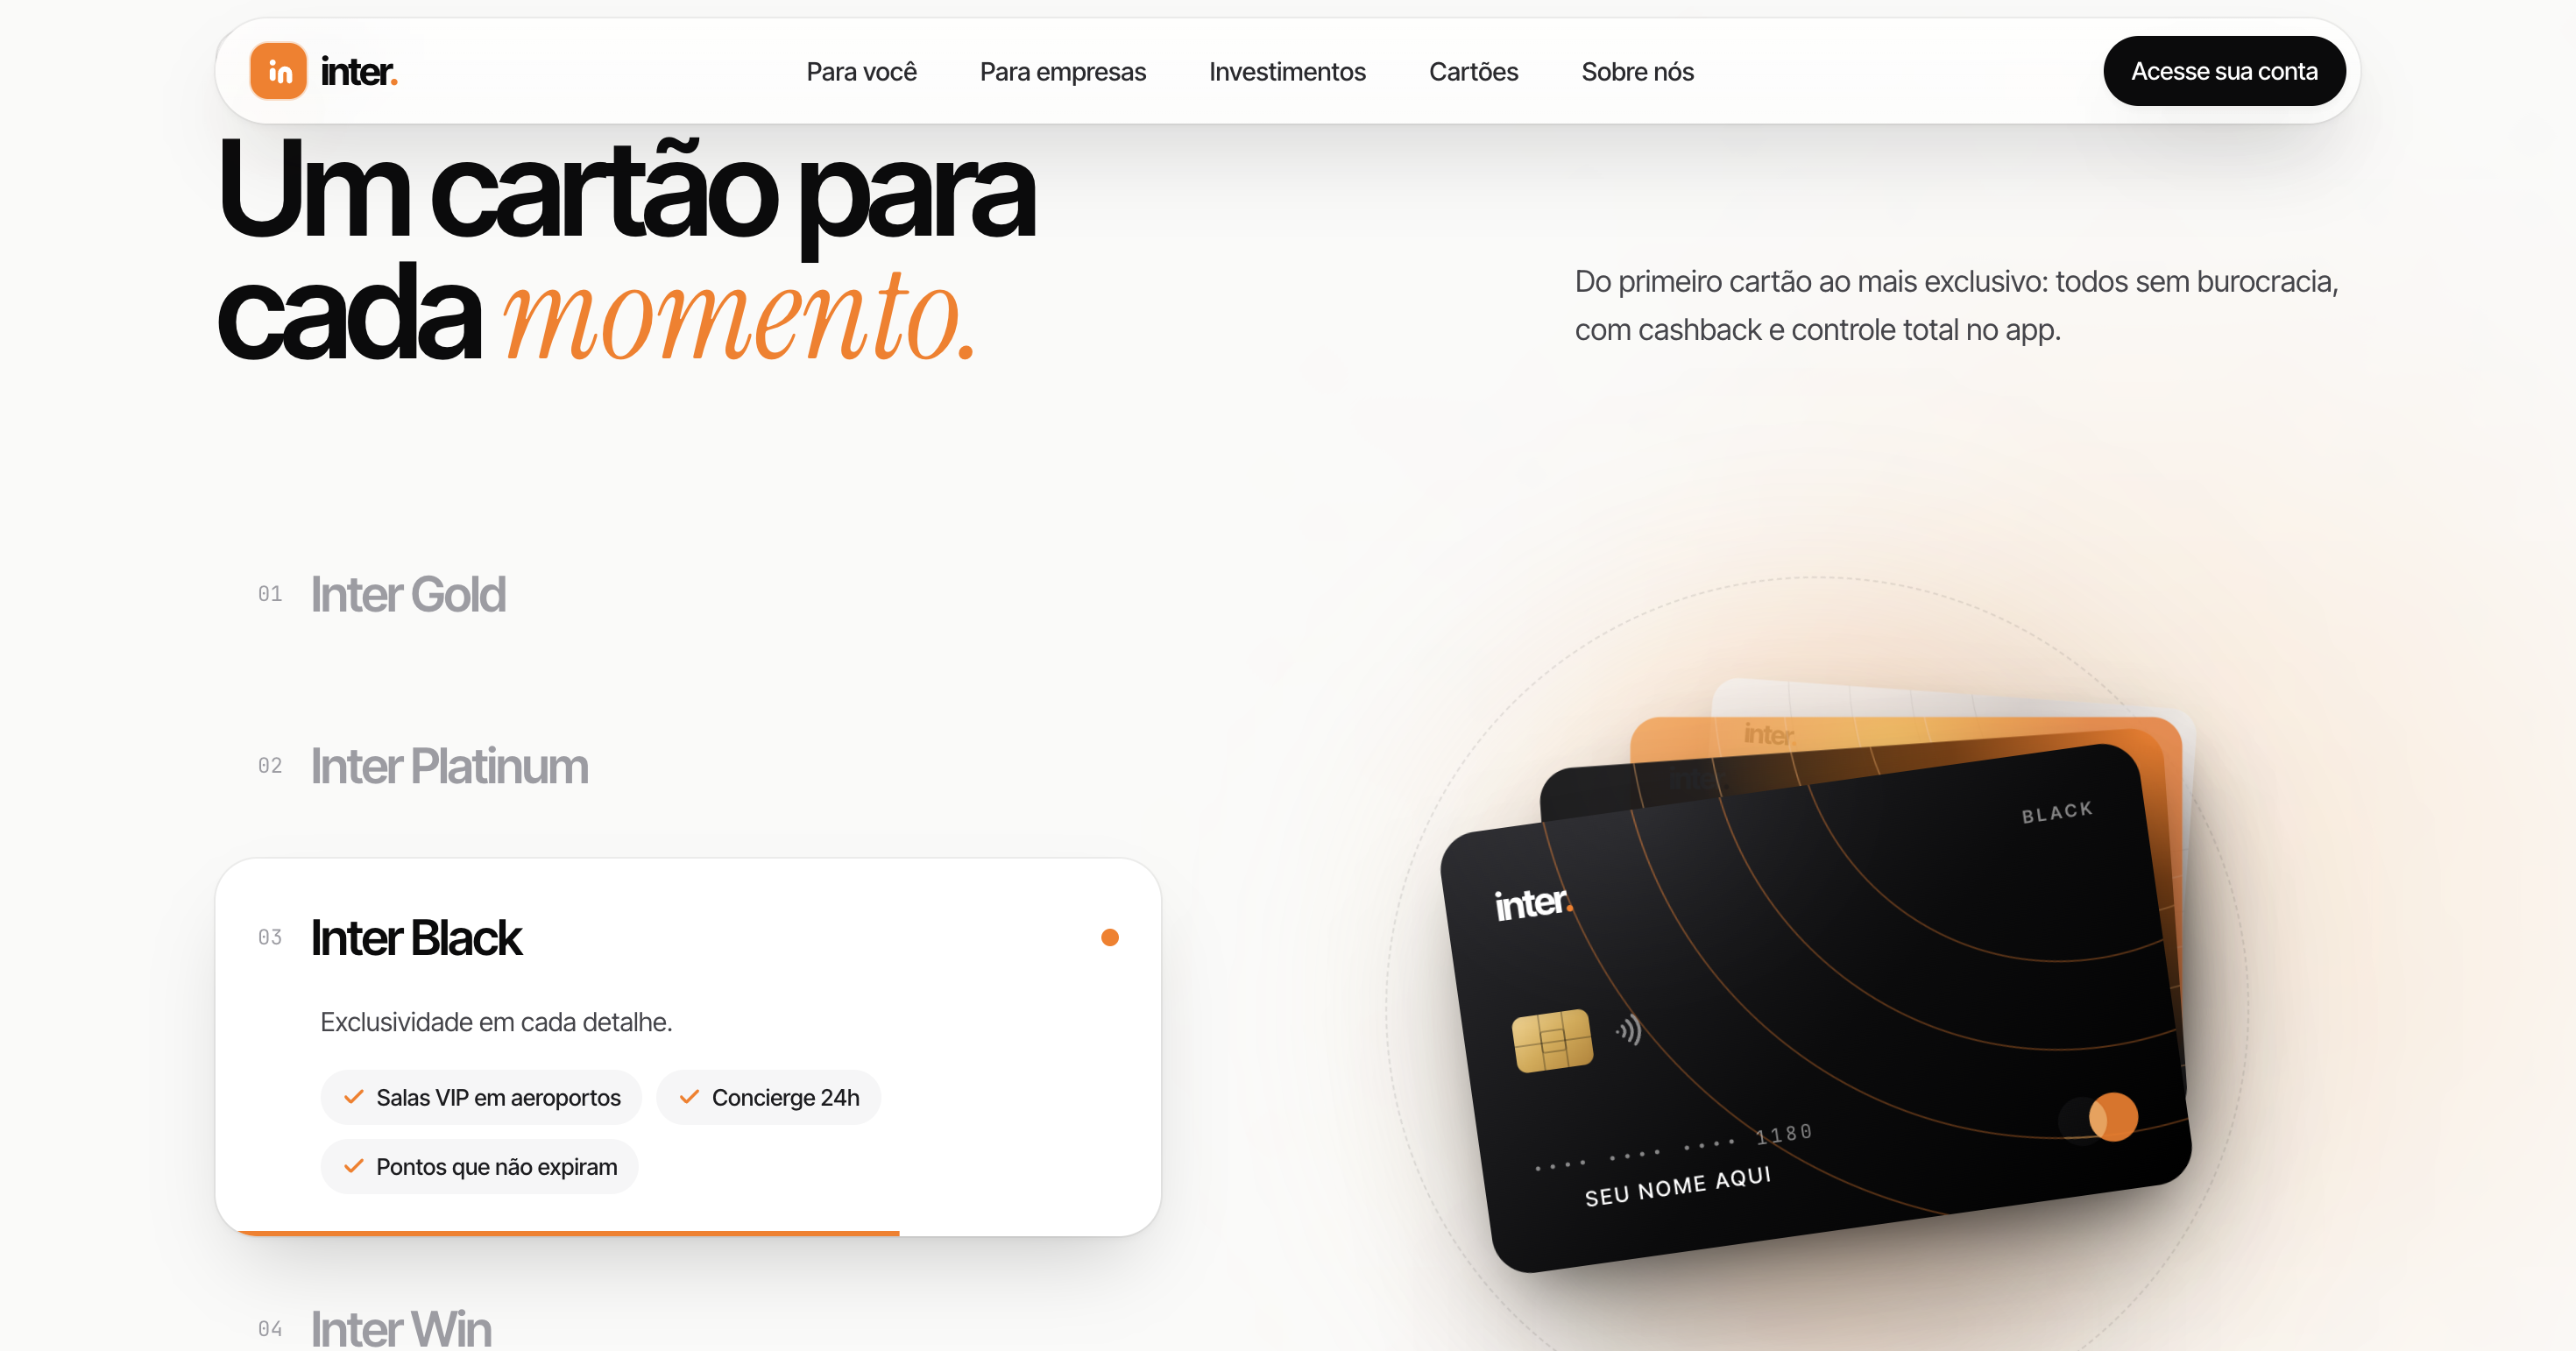 in inter.
Para você
Para empresas
Investimentos
Cartões
Sobre nós
Acesse sua conta
Um cartão para
cada momento.
Do primeiro cartão ao mais exclusivo: todos sem burocracia,
com cashback e controle total no app.
01 Inter Gold
02 Inter Platinum
03 Inter Black
Exclusividade em cada detalhe.
Salas VIP em aeroportos
Concierge 24h
Pontos que não expiram
04 Inter Win
inter.
inter.
BLACK
inter.
•••• •••• •••• 1180
SEU NOME AQUI